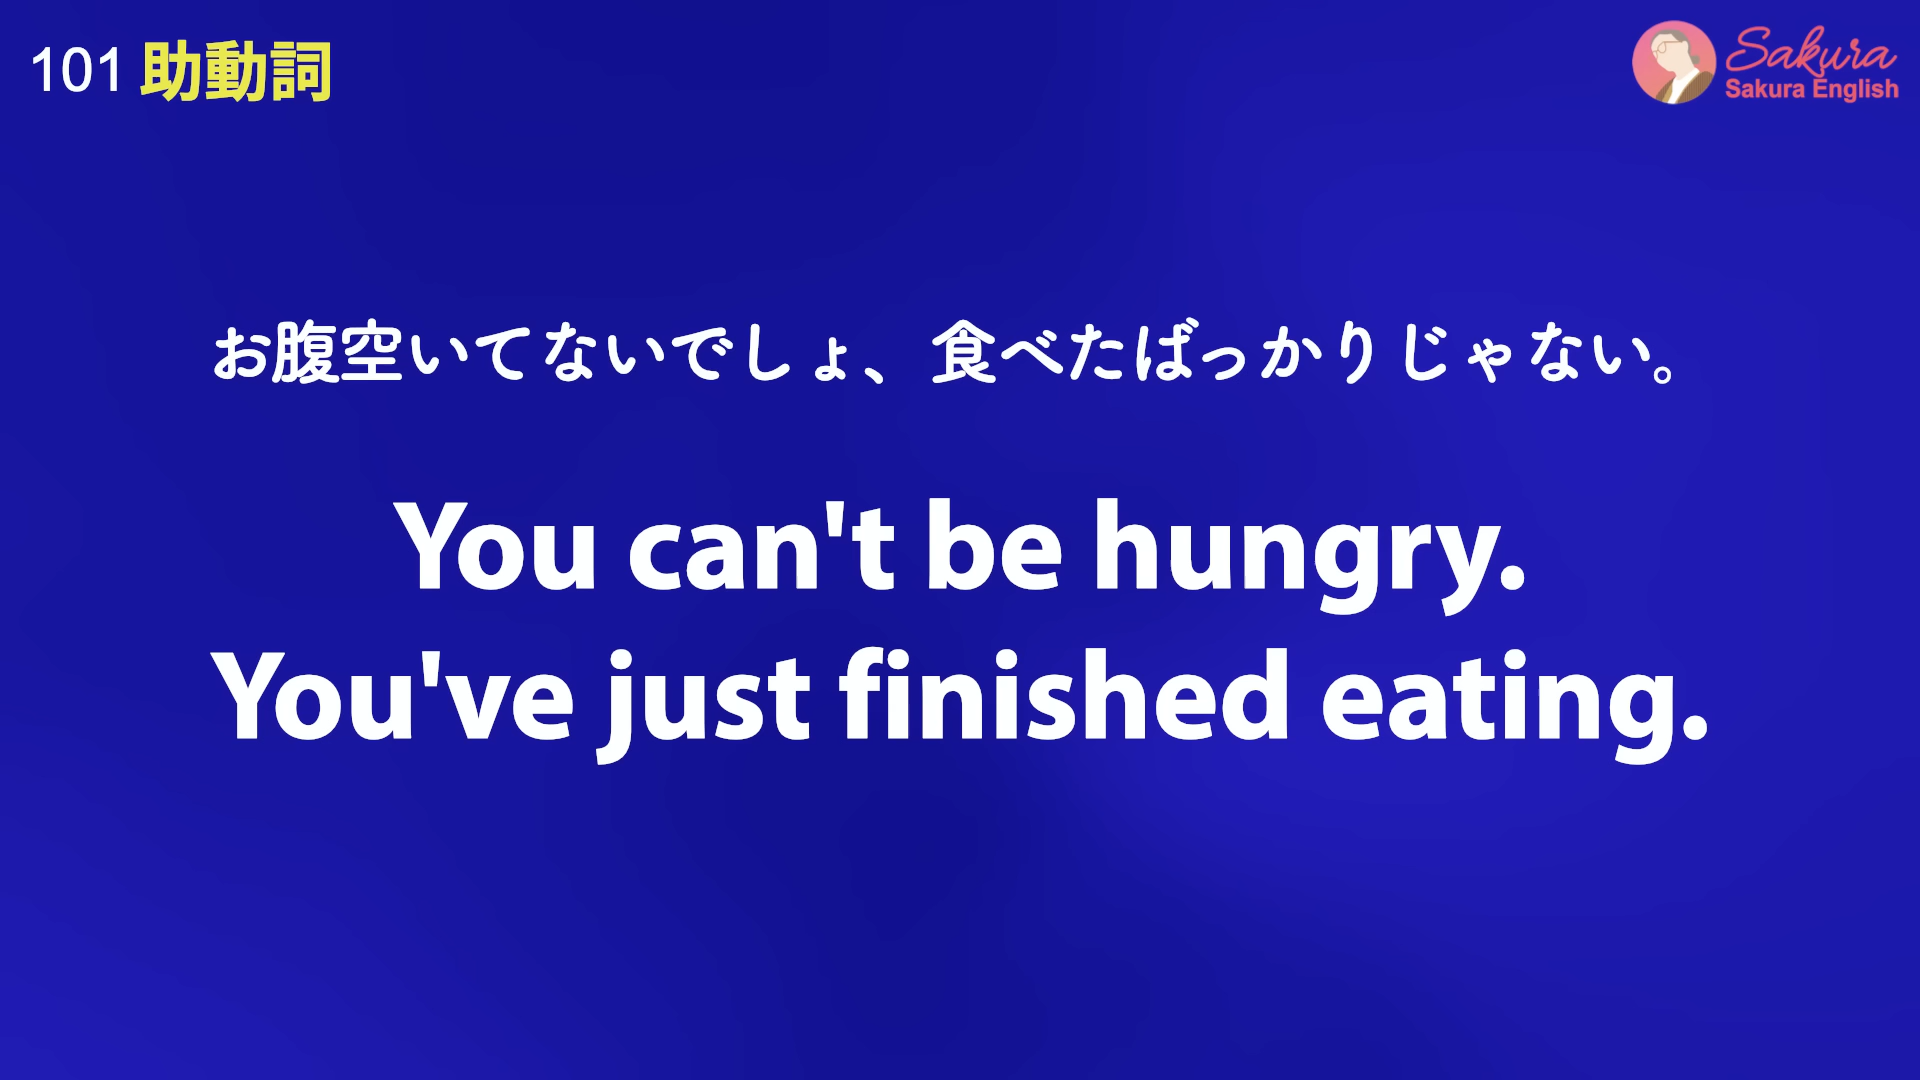 101 助動詞
Sakura
Sakura English
お腹空いてないでしょ、食べたばっかりじゃない。
You can't be hungry.
You've just finished eating.